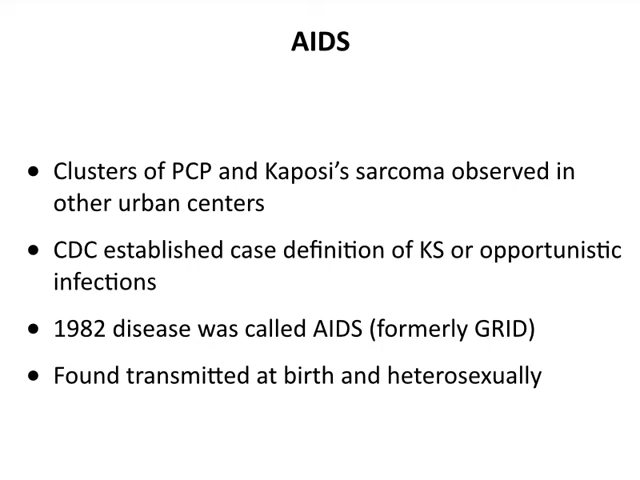 AIDS
• Clusters of PCP and Kaposi’s sarcoma observed in
other urban centers
• CDC established case definition of KS or opportunistic
infections
• 1982 disease was called AIDS (formerly GRID)
• Found transmitted at birth and heterosexually